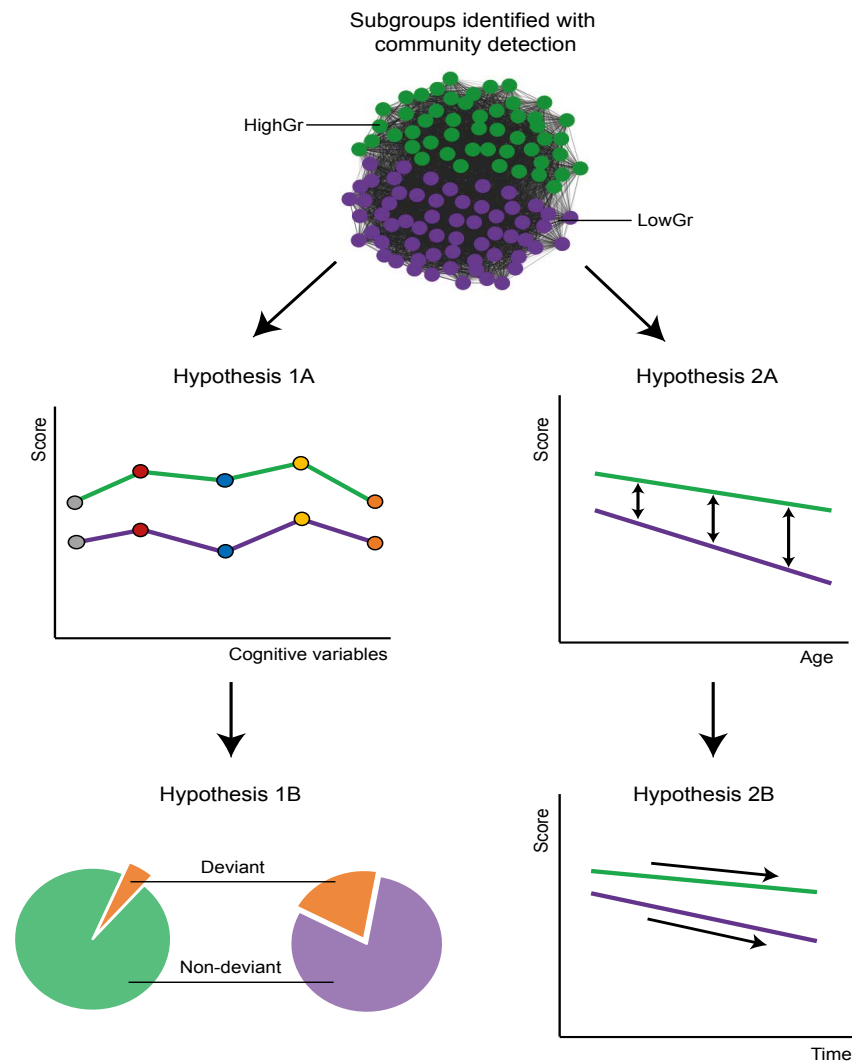 Subgroups identified with
community detection
HighGr
LowGr
Hypothesis 1A
Score
Cognitive variables
Hypothesis 2A
Score
Age
Hypothesis 1B
Deviant
Non-deviant
Hypothesis 2B
Score
Time